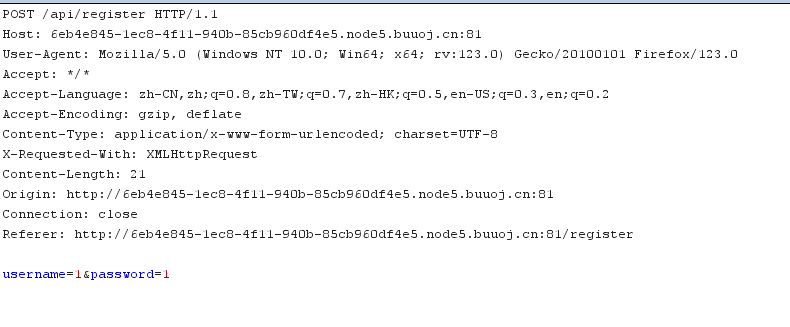 POST /api/register HTTP/1.1
Host: 6eb4e845-1ec8-4f11-940b-85cb960df4e5.node5.buuoj.cn:81
User-Agent: Mozilla/5.0 (Windows NT 10.0; Win64; x64; rv:123.0) Gecko/20100101 Firefox/123.0
Accept: */*
Accept-Language: zh-CN,zh;q=0.8,zh-TW;q=0.7,zh-HK;q=0.5,en-US;q=0.3,en;q=0.2
Accept-Encoding: gzip, deflate
Content-Type: application/x-www-form-urlencoded; charset=UTF-8
X-Requested-With: XMLHttpRequest
Content-Length: 21
Origin: http://6eb4e845-1ec8-4f11-940b-85cb960df4e5.node5.buuoj.cn:81
Connection: close
Referer: http://6eb4e845-1ec8-4f11-940b-85cb960df4e5.node5.buuoj.cn:81/register
username=1&password=1